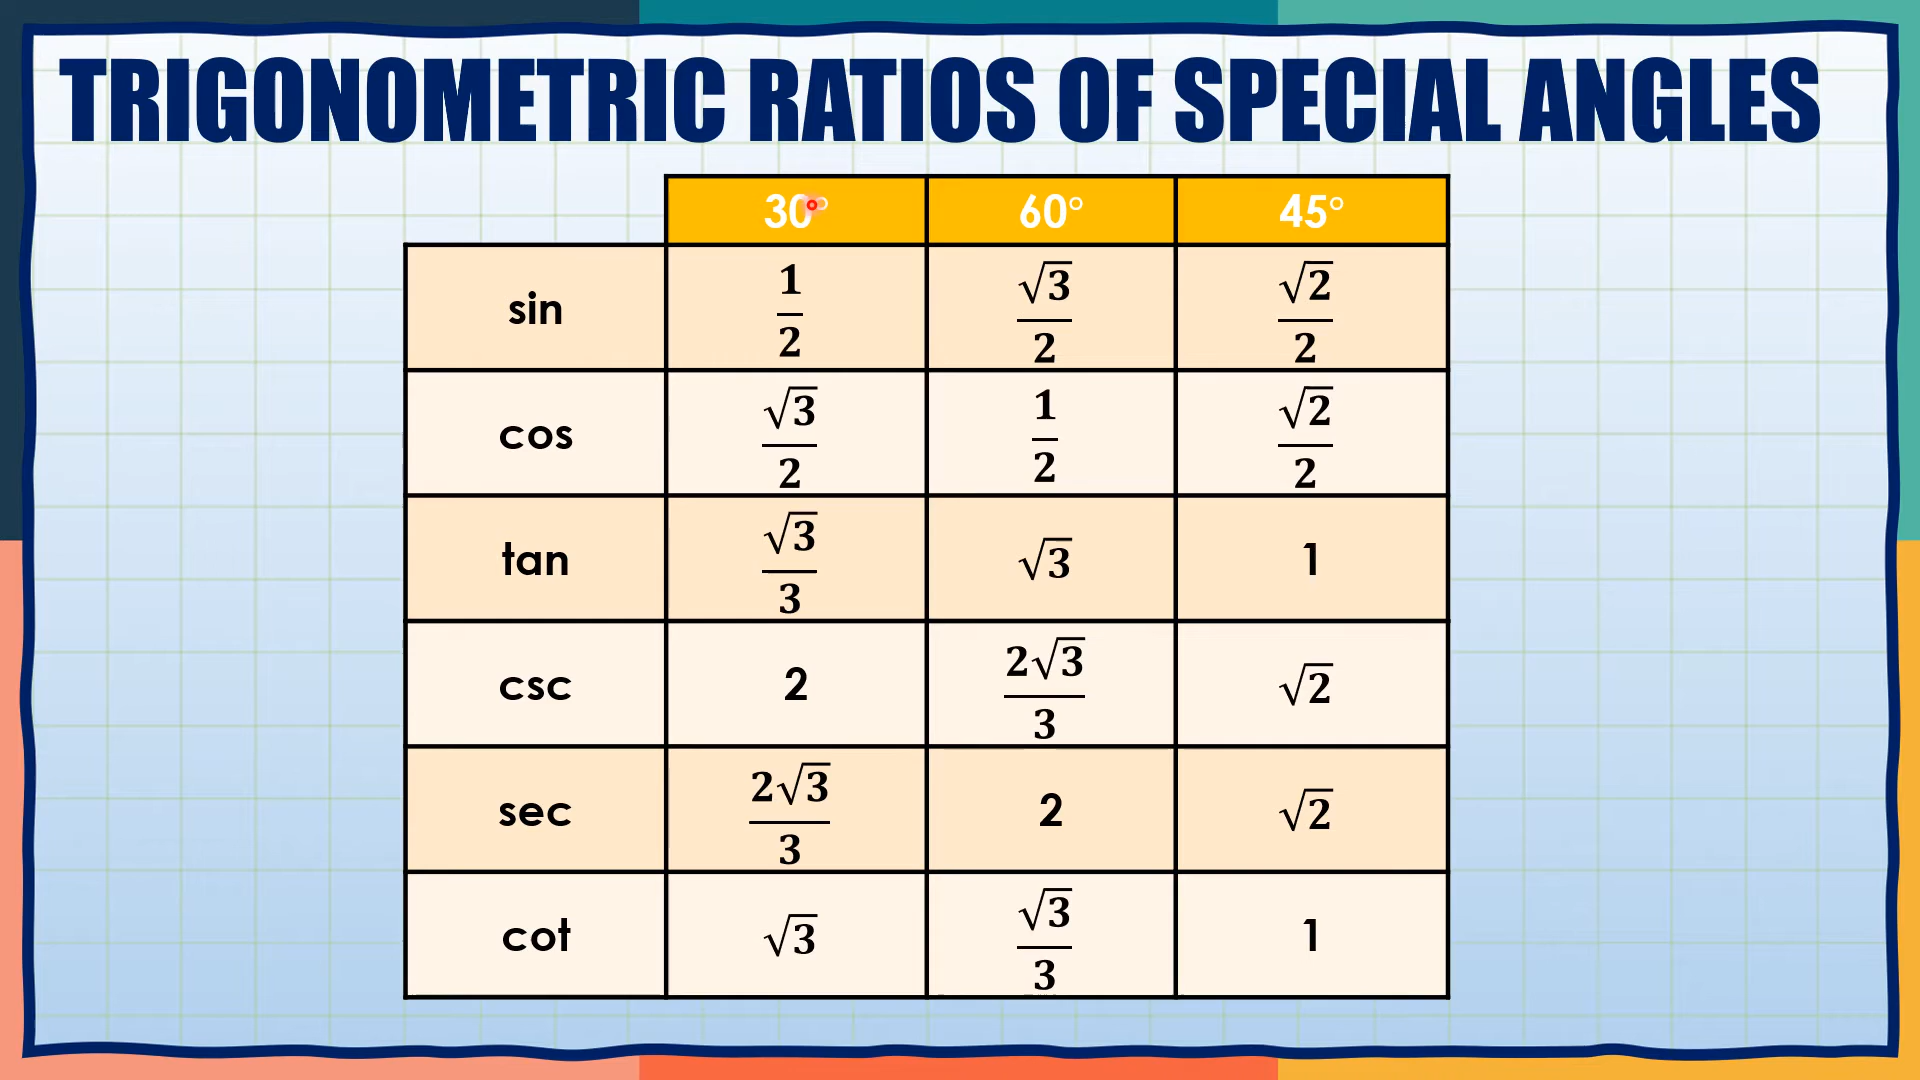 TRIGONOMETRIC RATIOS OF SPECIAL ANGLES
30° 60° 45°
sin 1/2 √3/2 √2/2
cos √3/2 1/2 √2/2
tan √3/3 √3 1
csc 2 2√3/3 √2
sec 2√3/3 2 √2
cot √3 √3/3 1